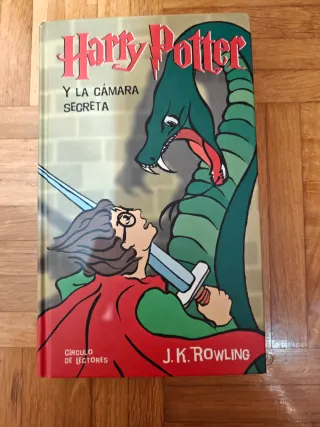 Harry Potter
Y LA CÁMARA
SECRETA
CÍRCULO
DE LECTORES
J.K. ROWLING